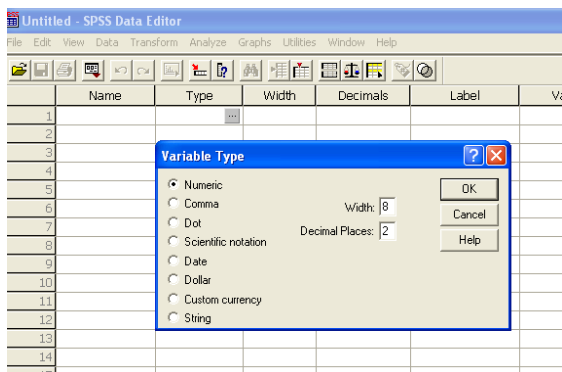 Untitled - SPSS Data Editor
File Edit View Data Transform Analyze Graphs Utilities Window Help
Name Type Width Decimals Label
1 ...
2
3
Variable Type
4
5
6
7
8
9
10
11
12
13
14
Numeric
Comma
Dot
Scientific notation
Date
Dollar
Custom currency
String
Width: 8
Decimal Places: 2
OK
Cancel
Help